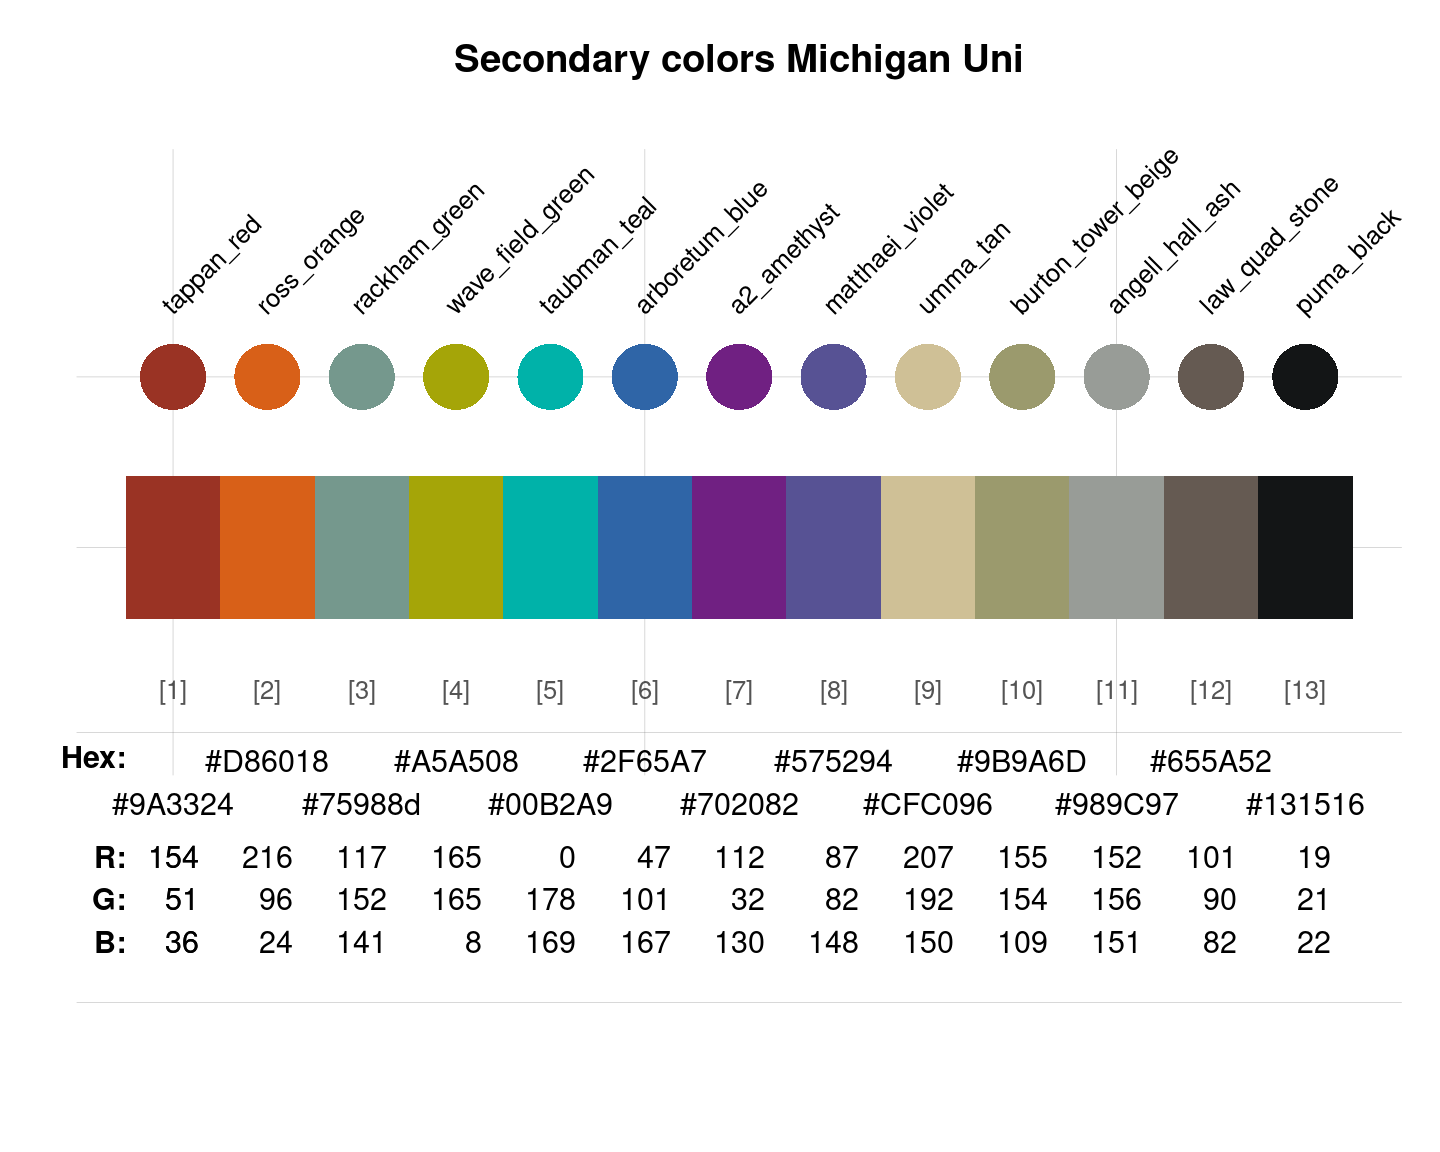 Secondary colors Michigan Uni
tappan_red
ross_orange
rackham_green
wave_field_green
taubman_teal
arboretum_blue
a2_amethyst
matthaei_violet
umma_tan
burton_tower_beige
angell_hall_ash
law_quad_stone
puma_black
[1] [2] [3] [4] [5] [6] [7] [8] [9] [10] [11] [12] [13]
Hex: #D86018 #A5A508 #2F65A7 #575294 #9B9A6D #655A52
#9A3324 #75988d #00B2A9 #702082 #CFC096 #989C97 #131516
R: 154 216 117 165 0 47 112 87 207 155 152 101 19
G: 51 96 152 165 178 101 32 82 192 154 156 90 21
B: 36 24 141 8 169 167 130 148 150 109 151 82 22